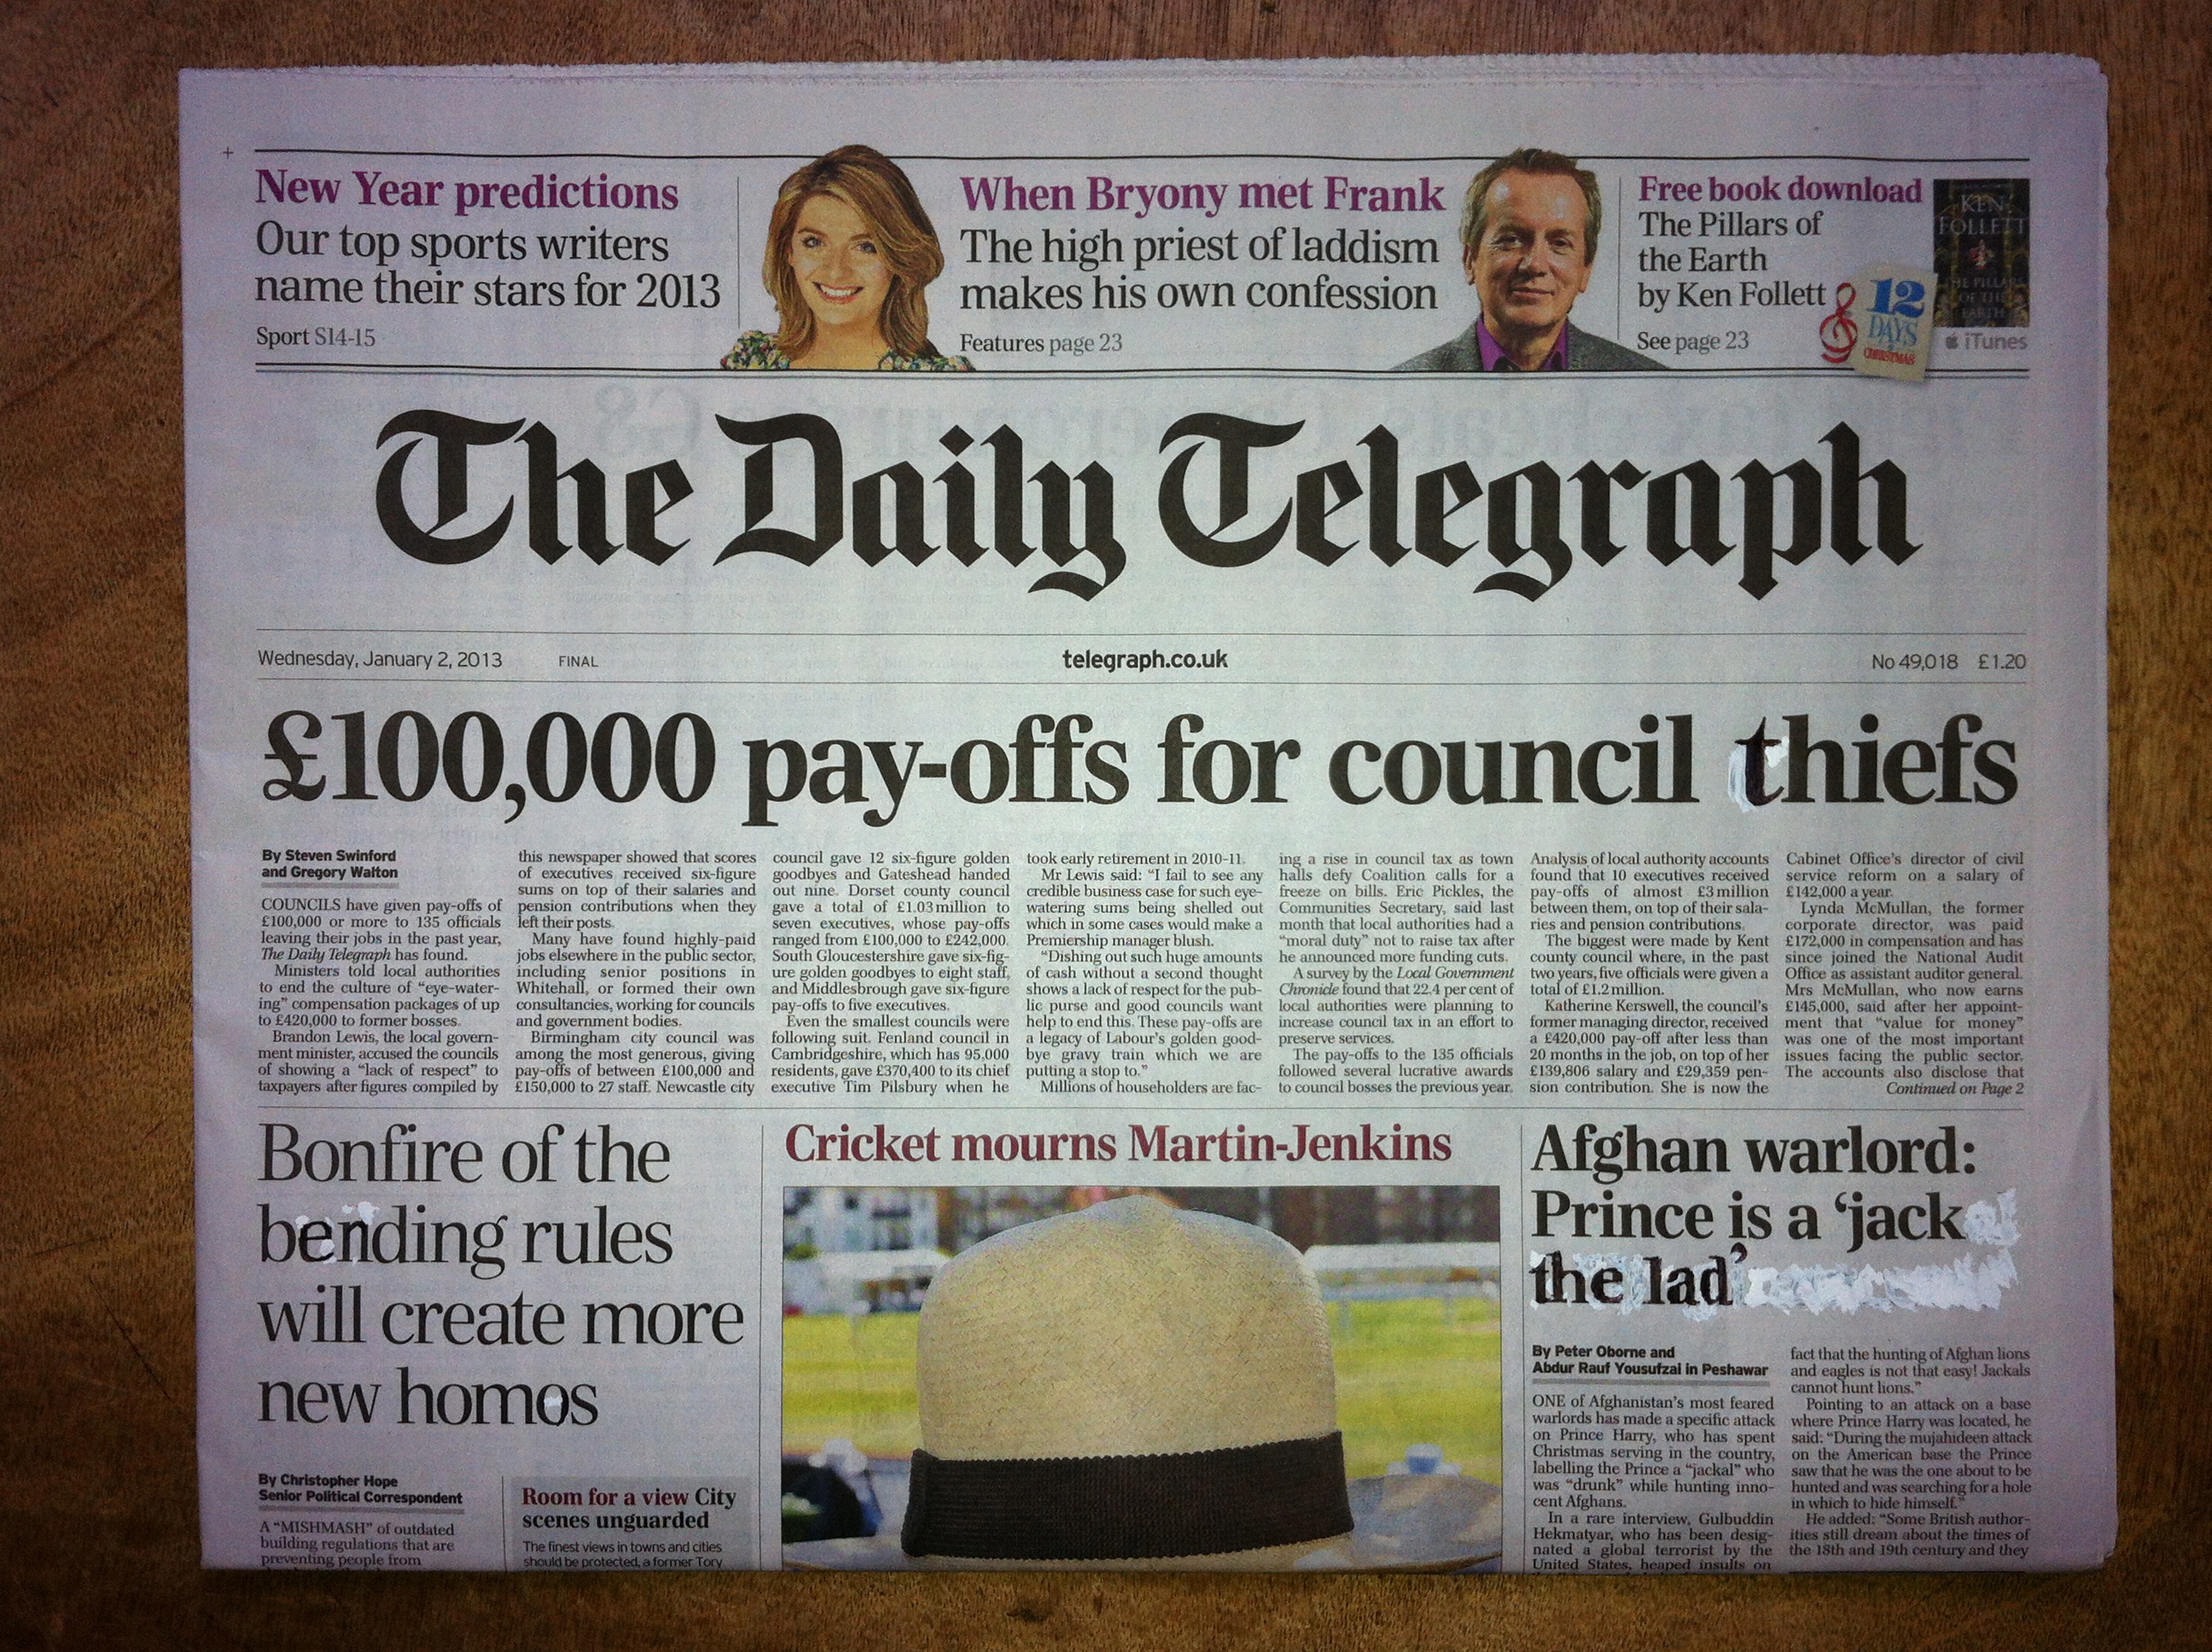 New Year predictions
Our top sports writers
name their stars for 2013
Sport S14-15
When Bryony met Frank
The high priest of laddism
makes his own confession
Features page 23
Free book download
The Pillars of
the Earth
by Ken Follett
See page 23
12
DAYS
CHRISTMAS
KEN
FOLLETT
THE PILLARS
OF THE
EARTH
iTunes
The Daily Telegraph
Wednesday, January 2, 2013 FINAL telegraph.co.uk No 49,018 £1.20
£100,000 pay-offs for council thiefs
By Steven Swinford
and Gregory Walton
COUNCILS have given pay-offs of
£100,000 or more to 135 officials
leaving their jobs in the past year,
The Daily Telegraph has found.
Ministers told local authorities
to end the culture of “eye-water-
ing” compensation packages of up
to £420,000 to former bosses.
Brandon Lewis, the local govern-
ment minister, accused the councils
of showing a “lack of respect” to
taxpayers after figures compiled by
this newspaper showed that scores
of executives received six-figure
sums on top of their salaries and
pension contributions when they
left their posts.
Many have found highly-paid
jobs elsewhere in the public sector,
including senior positions in
Whitehall, or formed their own
consultancies, working for councils
and government bodies.
Birmingham city council was
among the most generous, giving
pay-offs of between £100,000 and
£150,000 to 27 staff. Newcastle city
council gave 12 six-figure golden
goodbyes and Gateshead handed
out nine. Dorset county council
gave a total of £1.03 million to
seven executives, whose pay-offs
ranged from £100,000 to £242,000.
South Gloucestershire gave six-fig-
ure golden goodbyes to eight staff,
and Middlesbrough gave six-figure
pay-offs to five executives.
Even the smallest councils were
following suit. Fenland council in
Cambridgeshire, which has 95,000
residents, gave £370,400 to its chief
executive Tim Pilsbury when he
took early retirement in 2010-11.
Mr Lewis said: “I fail to see any
credible business case for such eye-
watering sums being shelled out
which in some cases would make a
Premiership manager blush.
“Dishing out such huge amounts
of cash without a second thought
shows a lack of respect for the pub-
lic purse and good councils want
help to end this. These pay-offs are
a legacy of Labour’s golden good-
bye gravy train which we are
putting a stop to.”
Millions of householders are fac-
ing a rise in council tax as town
halls defy Coalition calls for a
freeze on bills. Eric Pickles, the
Communities Secretary, said last
month that local authorities had a
“moral duty” not to raise tax after
he announced more funding cuts.
A survey by the Local Government
Chronicle found that 22.4 per cent of
local authorities were planning to
increase council tax in an effort to
preserve services.
The pay-offs to the 135 officials
followed several lucrative awards
to council bosses the previous year.
Analysis of local authority accounts
found that 10 executives received
pay-offs of almost £3 million
between them, on top of their sala-
ries and pension contributions.
The biggest were made by Kent
county council where, in the past
two years, five officials were given a
total of £1.2 million.
Katherine Kerswell, the council’s
former managing director, received
a £420,000 pay-off after less than
20 months in the job, on top of her
£139,806 salary and £29,359 pen-
sion contribution. She is now the
Cabinet Office’s director of civil
service reform on a salary of
£142,000 a year.
Lynda McMullan, the former
corporate director, was paid
£172,000 in compensation and has
since joined the National Audit
Office as assistant auditor general.
Mrs McMullan, who now earns
£145,000, said after her appoint-
ment that “value for money”
was one of the most important
issues facing the public sector.
The accounts also disclose that
Continued on Page 2
Bonfire of the
bending rules
will create more
new homos
By Christopher Hope
Senior Political Correspondent
A “MISHMASH” of outdated
building regulations that are
preventing people from
Room for a view City
scenes unguarded
The finest views in towns and cities
should be protected, a former Tory
Cricket mourns Martin-Jenkins
Afghan warlord:
Prince is a ‘jack
the lad’
By Peter Oborne and
Abdur Rauf Yousufzai in Peshawar
ONE of Afghanistan’s most feared
warlords has made a specific attack
on Prince Harry, who has spent
Christmas serving in the country,
labelling the Prince a “jackal” who
was “drunk” while hunting inno-
cent Afghans.
In a rare interview, Gulbuddin
Hekmatyar, who has been desig-
nated a global terrorist by the
United States, heaped insults on
fact that the hunting of Afghan lions
and eagles is not that easy! Jackals
cannot hunt lions.”
Pointing to an attack on a base
where Prince Harry was located, he
said: “During the mujahideen attack
on the American base the Prince
saw that he was the one about to be
hunted and was searching for a hole
in which to hide himself.”
He added: “Some British author-
ities still dream about the times of
the 18th and 19th century and they